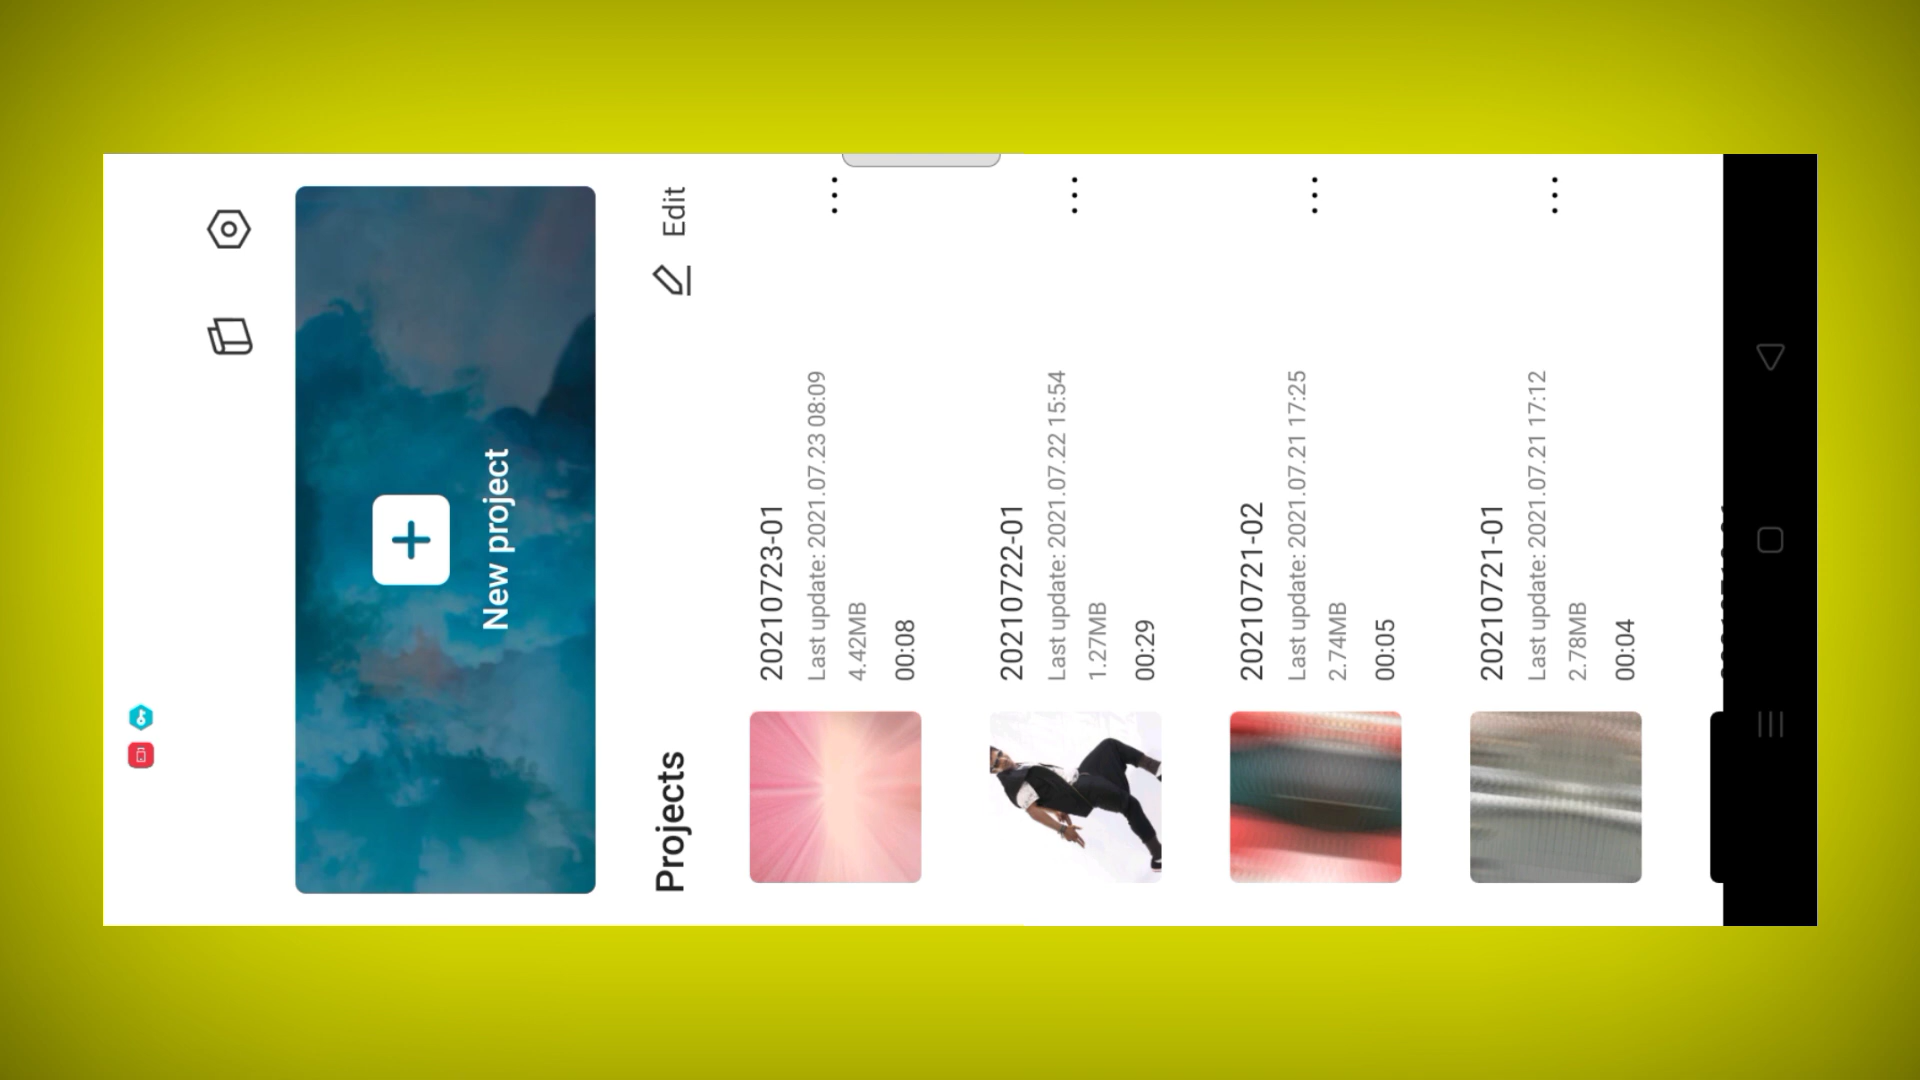 New project
Projects
Edit
20210723-01
Last update: 2021.07.23 08:09
4.42MB
00:08
20210722-01
Last update: 2021.07.22 15:54
1.27MB
00:29
20210721-02
Last update: 2021.07.21 17:25
2.74MB
00:05
20210721-01
Last update: 2021.07.21 17:12
2.78MB
00:04